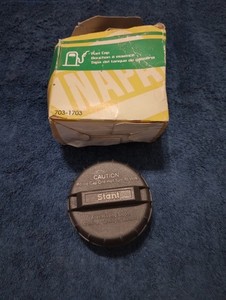 Fuel Cap
Bouchon à essence
Tapa del tanque de gasolina
NAPA
703-1703
CAUTION
Stant